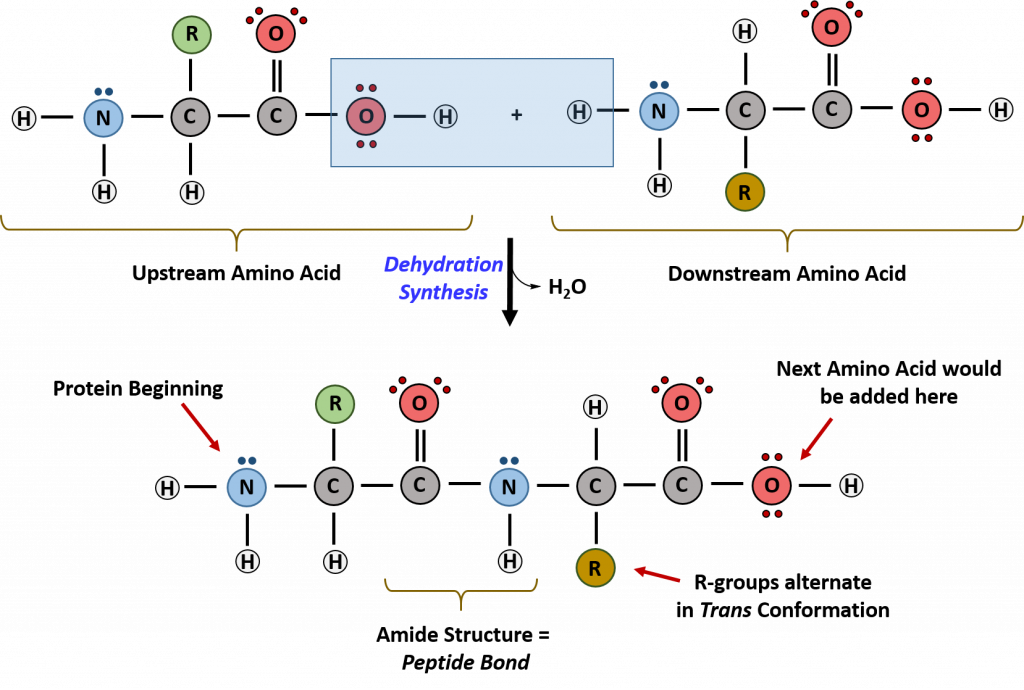 R O H
O
H N C C O H + H N C C O H
H H H R
Upstream Amino Acid Downstream Amino Acid
Dehydration
Synthesis
H₂O
Protein Beginning
Next Amino Acid would
be added here
R O H O
H N C C N C C O H
H H H R
R-groups alternate
in Trans Conformation
Amide Structure =
Peptide Bond